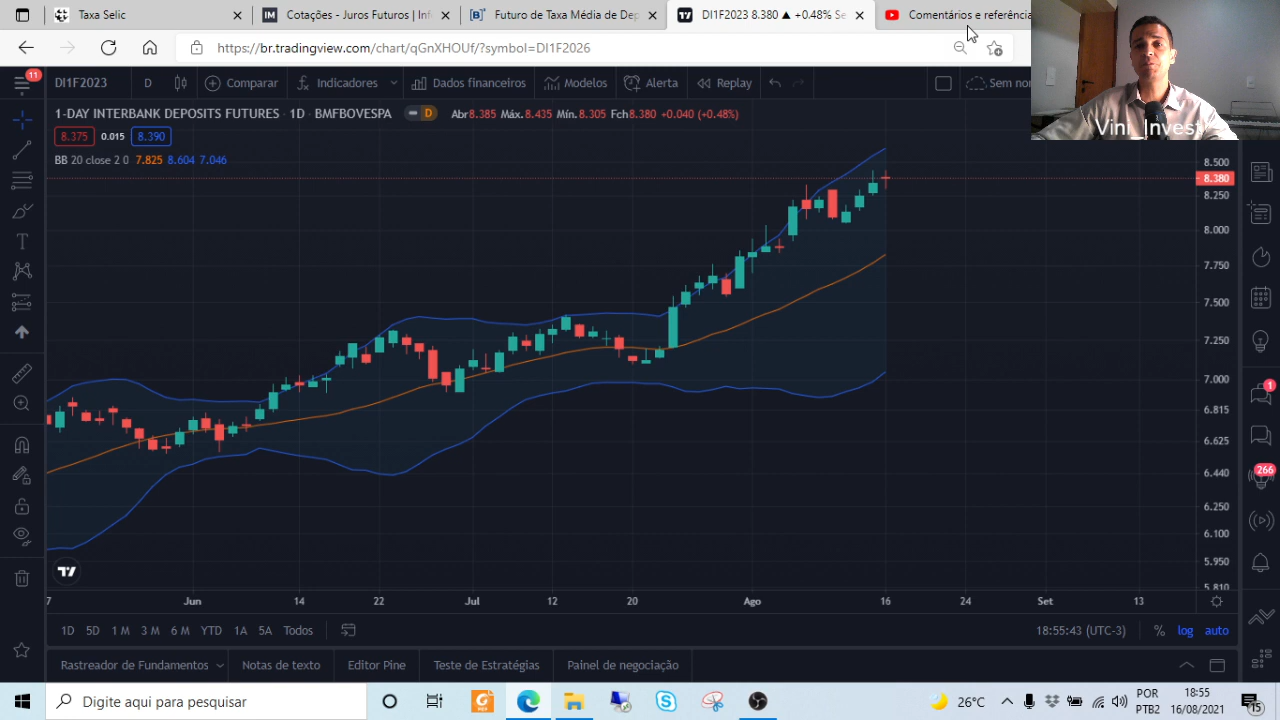 Taxa Selic
Cotações - Juros Futuros | Inf
Futuro de Taxa Média de Dep
DI1F2023 8.380 ▲ +0.48% Se
Comentários e referência
https://br.tradingview.com/chart/qGnXHQUf/?symbol=DI1F2026
Vini_Invest
11
DI1F2023
D
Comparar
Indicadores
Dados financeiros
Modelos
Alerta
Replay
Sem nom
1-DAY INTERBANK DEPOSITS FUTURES · 1D · BMFBOVESPA
D
Abr8.385 Máx.8.435 Mín.8.305 Fch8.380 +0.040 (+0.48%)
8.375 0.015 8.390
BB 20 close 2 0 7.825 8.604 7.046
8.500
8.380
8.250
8.000
7.750
7.500
7.250
7.000
6.815
6.625
6.440
6.250
6.100
5.950
5.810
1
266
7 Jun 14 22 Jul 12 20 Ago 16 24 Set 13
1D 5D 1 M 3 M 6 M YTD 1A 5A Todos
18:55:43 (UTC-3) % log auto
Rastreador de Fundamentos
Notas de texto
Editor Pine
Teste de Estratégias
Painel de negociação
Digite aqui para pesquisar
26°C
POR
PTB2
18:55
16/08/2021
15